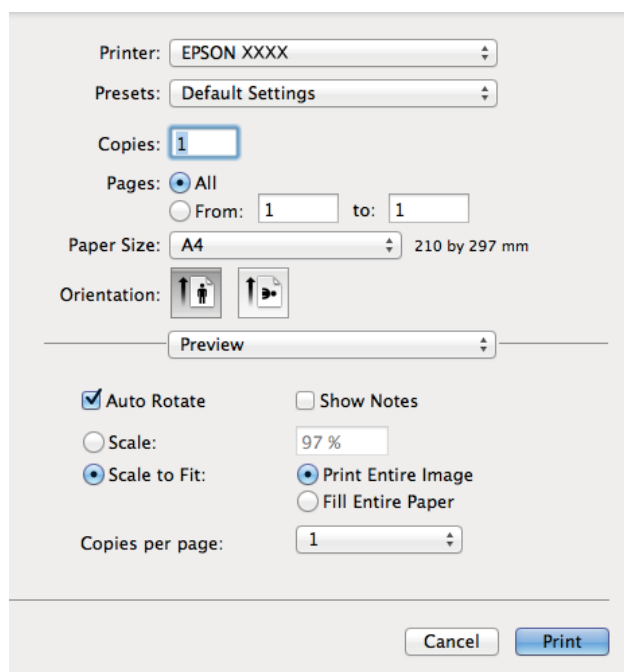 Printer: EPSON XXXX
Presets: Default Settings
Copies: 1
Pages: All
From: 1 to: 1
Paper Size: A4 210 by 297 mm
Orientation:
Preview
Auto Rotate Show Notes
Scale: 97 %
Scale to Fit: Print Entire Image
Fill Entire Paper
Copies per page: 1
Cancel Print